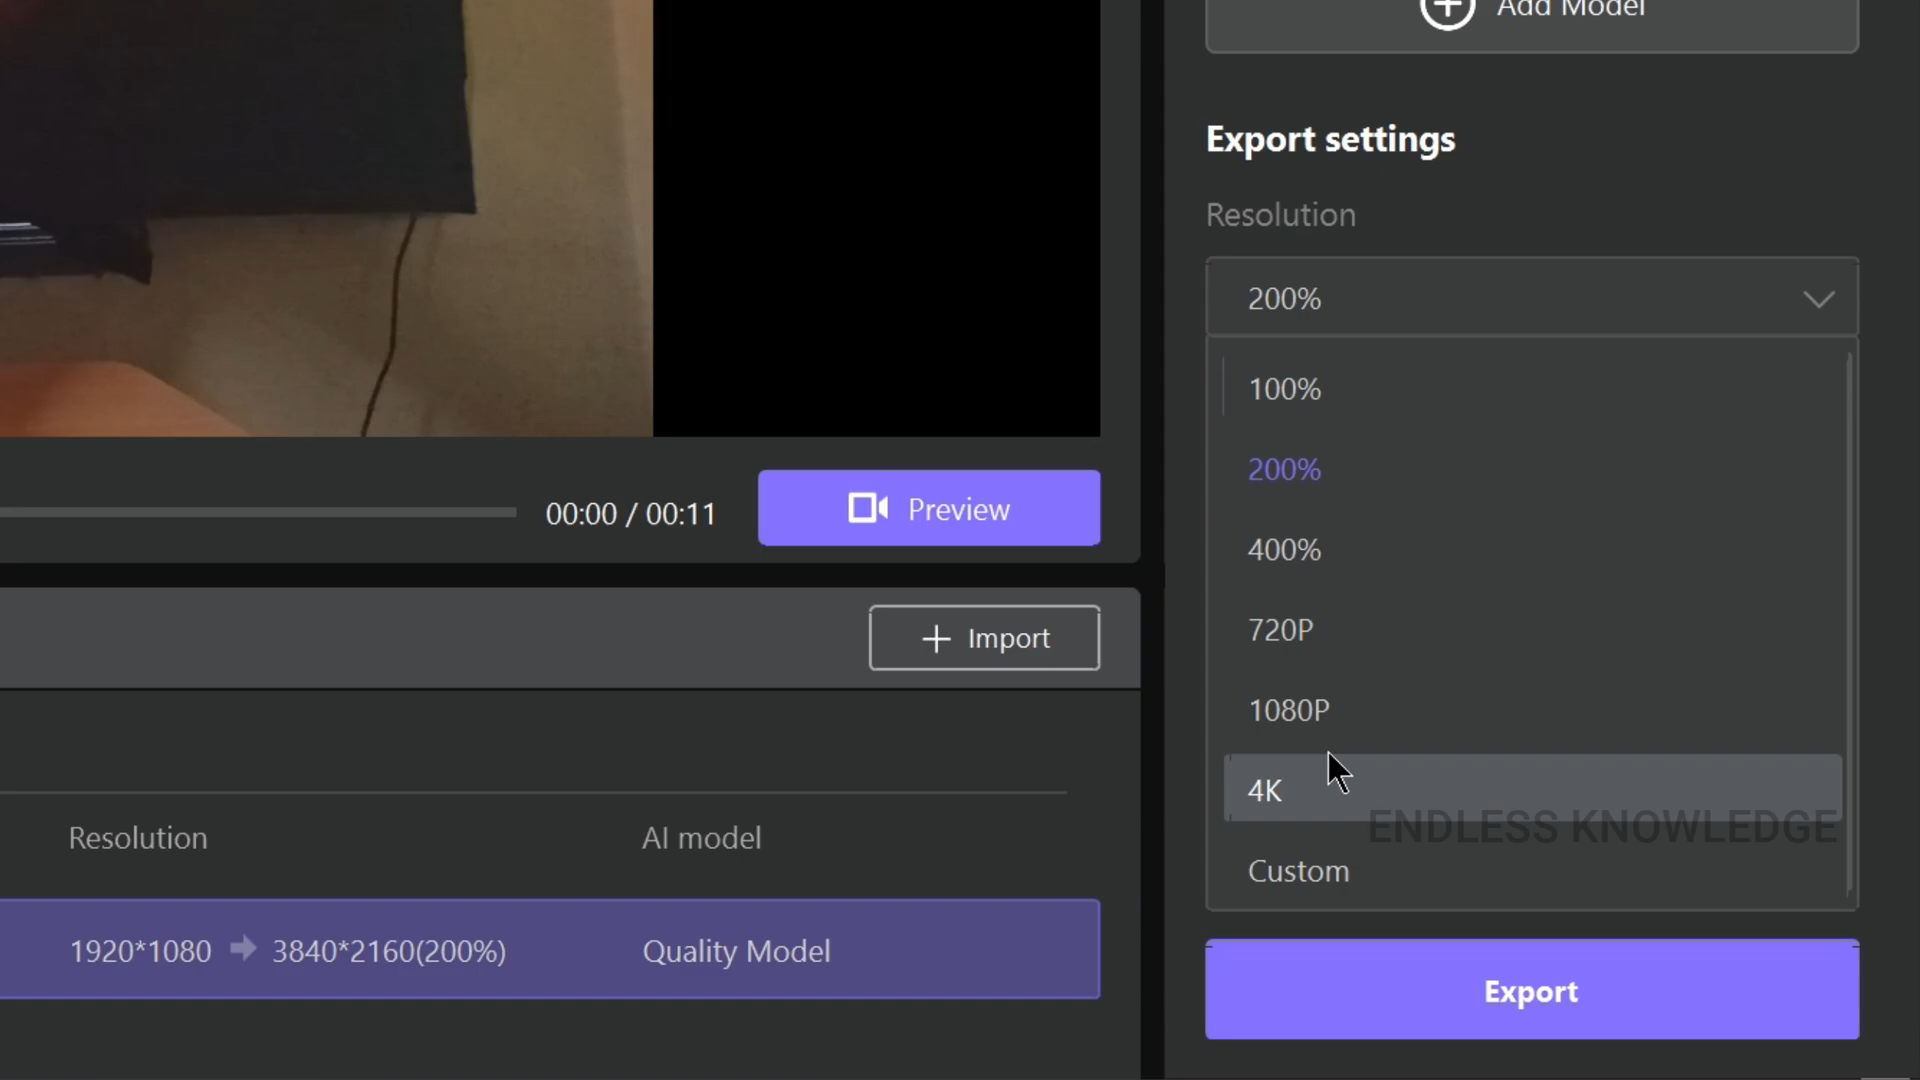 Add Model
Export settings
Resolution
200%
100%
200%
400%
720P
1080P
4K
Custom
ENDLESS KNOWLEDGE
Export
00:00 / 00:11
Preview
Import
Resolution AI model
1920*1080 3840*2160(200%) Quality Model